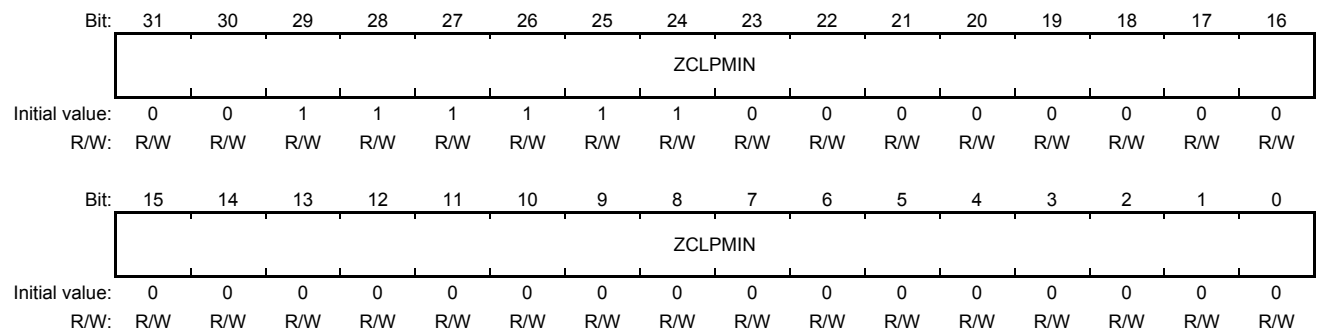 Bit: 31 30 29 28 27 26 25 24 23 22 21 20 19 18 17 16
ZCLPMIN
Initial value: 0 0 1 1 1 1 1 1 0 0 0 0 0 0 0 0
R/W: R/W R/W R/W R/W R/W R/W R/W R/W R/W R/W R/W R/W R/W R/W R/W R/W
Bit: 15 14 13 12 11 10 9 8 7 6 5 4 3 2 1 0
ZCLPMIN
Initial value: 0 0 0 0 0 0 0 0 0 0 0 0 0 0 0 0
R/W: R/W R/W R/W R/W R/W R/W R/W R/W R/W R/W R/W R/W R/W R/W R/W R/W